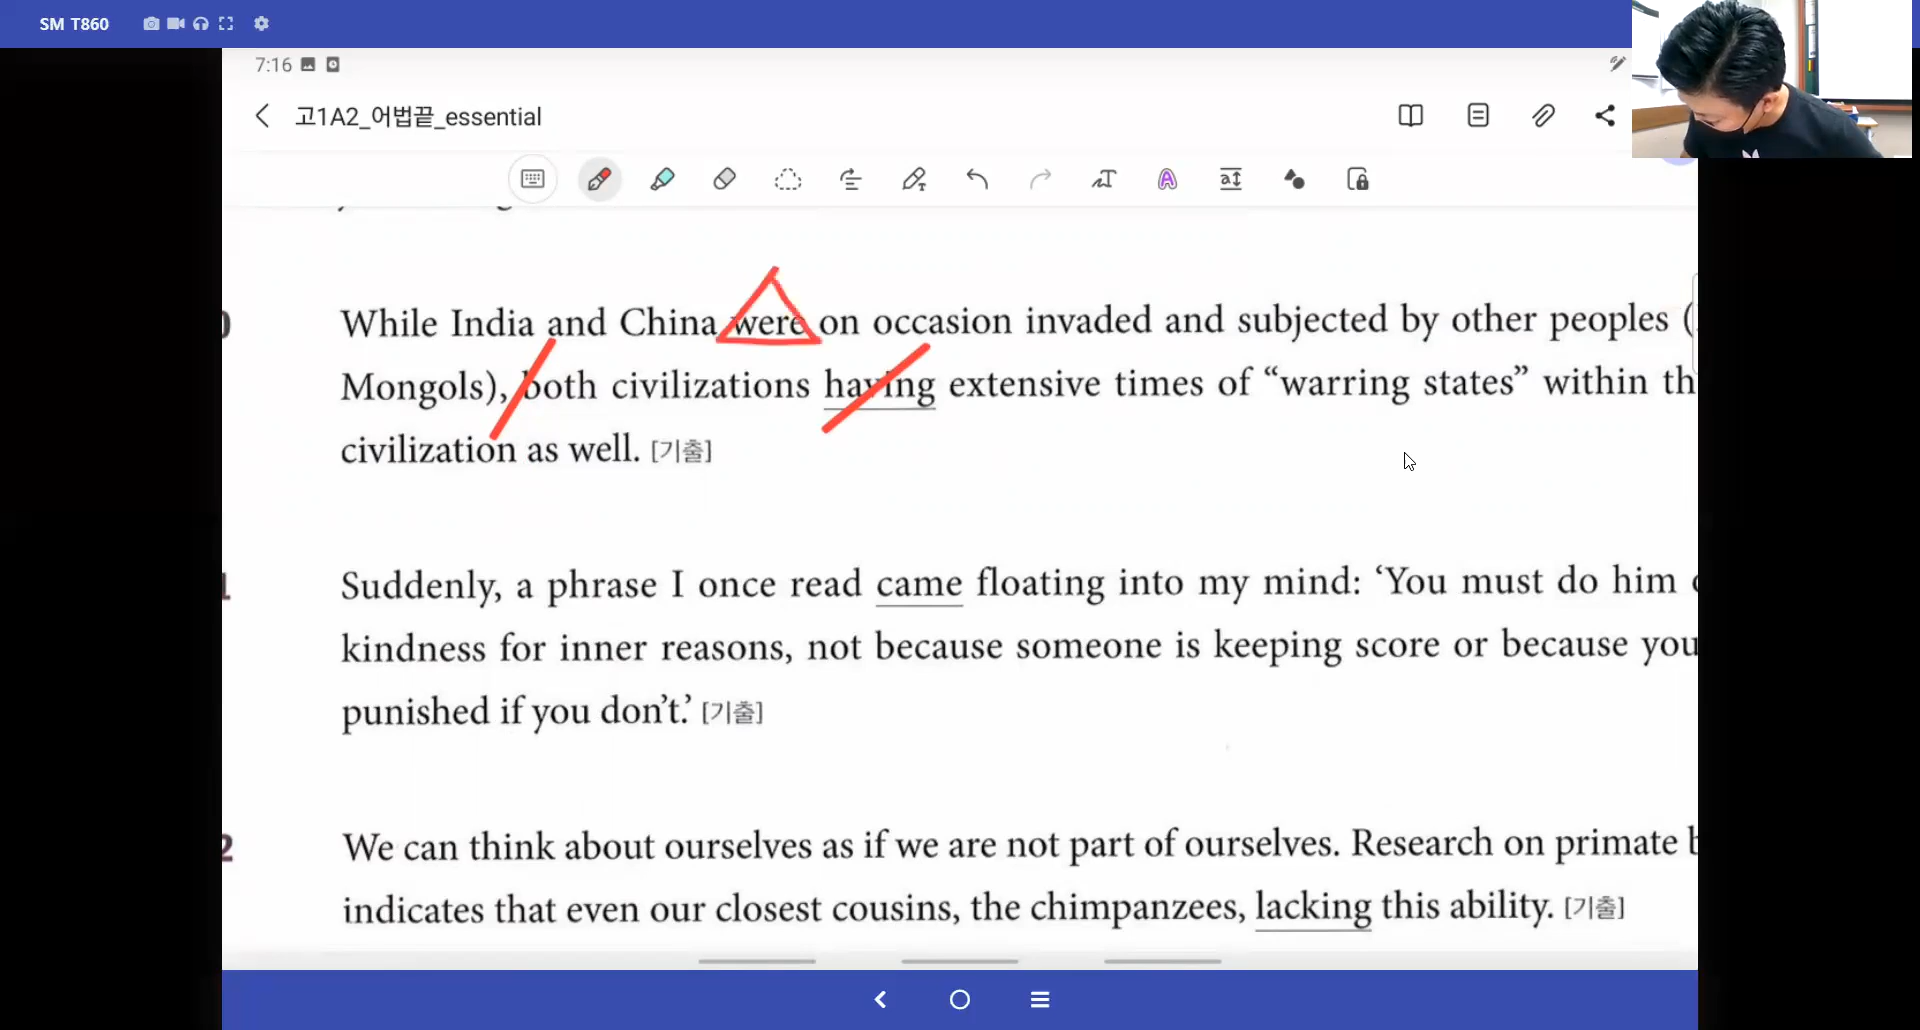 SM T860
7:16
고1A2_어법끝_essential
While India and China were on occasion invaded and subjected by other peoples (
Mongols), both civilizations having extensive times of “warring states” within th
civilization as well. [기출]
1
Suddenly, a phrase I once read came floating into my mind: ‘You must do him
kindness for inner reasons, not because someone is keeping score or because you
punished if you don’t.’ [기출]
2
We can think about ourselves as if we are not part of ourselves. Research on primate b
indicates that even our closest cousins, the chimpanzees, lacking this ability. [기출]